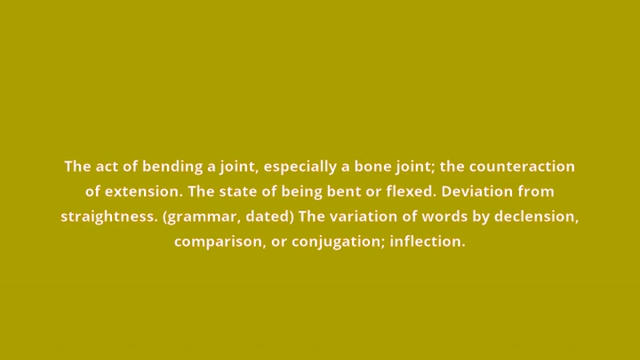 The act of bending a joint, especially a bone joint; the counteraction
of extension. The state of being bent or flexed. Deviation from
straightness. (grammar, dated) The variation of words by declension,
comparison, or conjugation; inflection.